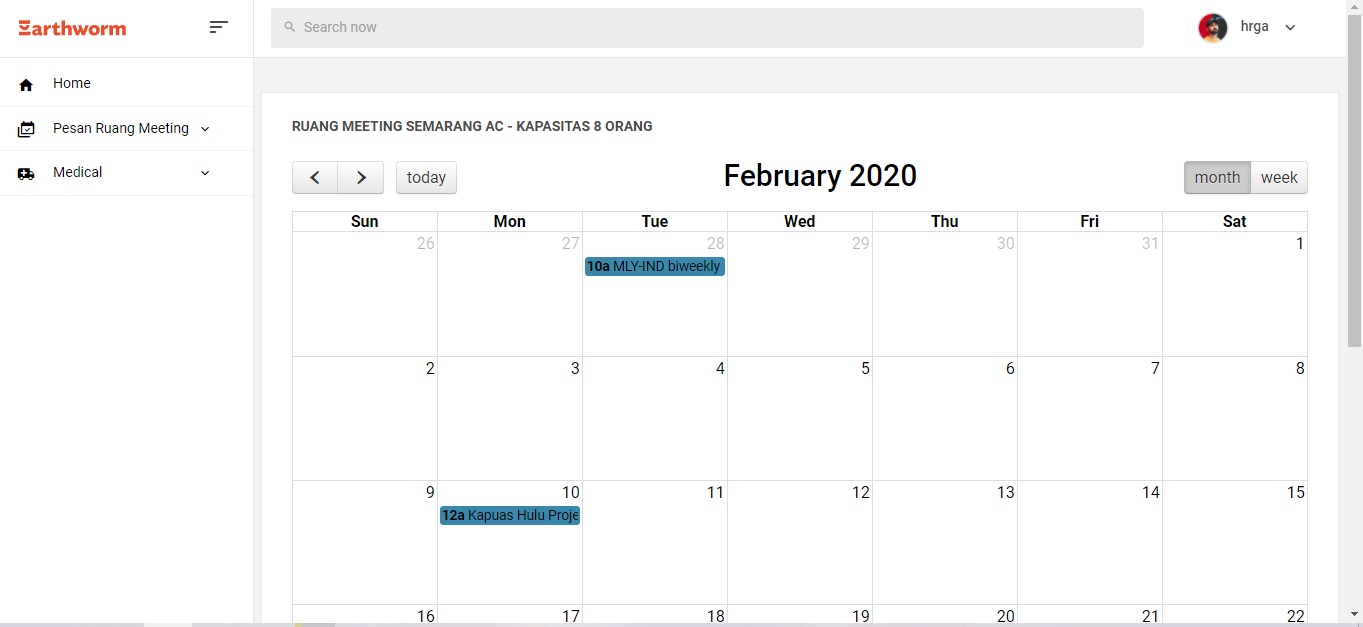 Earthworm
Search now
hrga
Home
Pesan Ruang Meeting
Medical
RUANG MEETING SEMARANG AC - KAPASITAS 8 ORANG
today
February 2020
month week
Sun Mon Tue Wed Thu Fri Sat
26 27 28 29 30 31 1
10a MLY-IND biweekly
2 3 4 5 6 7 8
9 10 11 12 13 14 15
12a Kapuas Hulu Proje
16 17 18 19 20 21 22